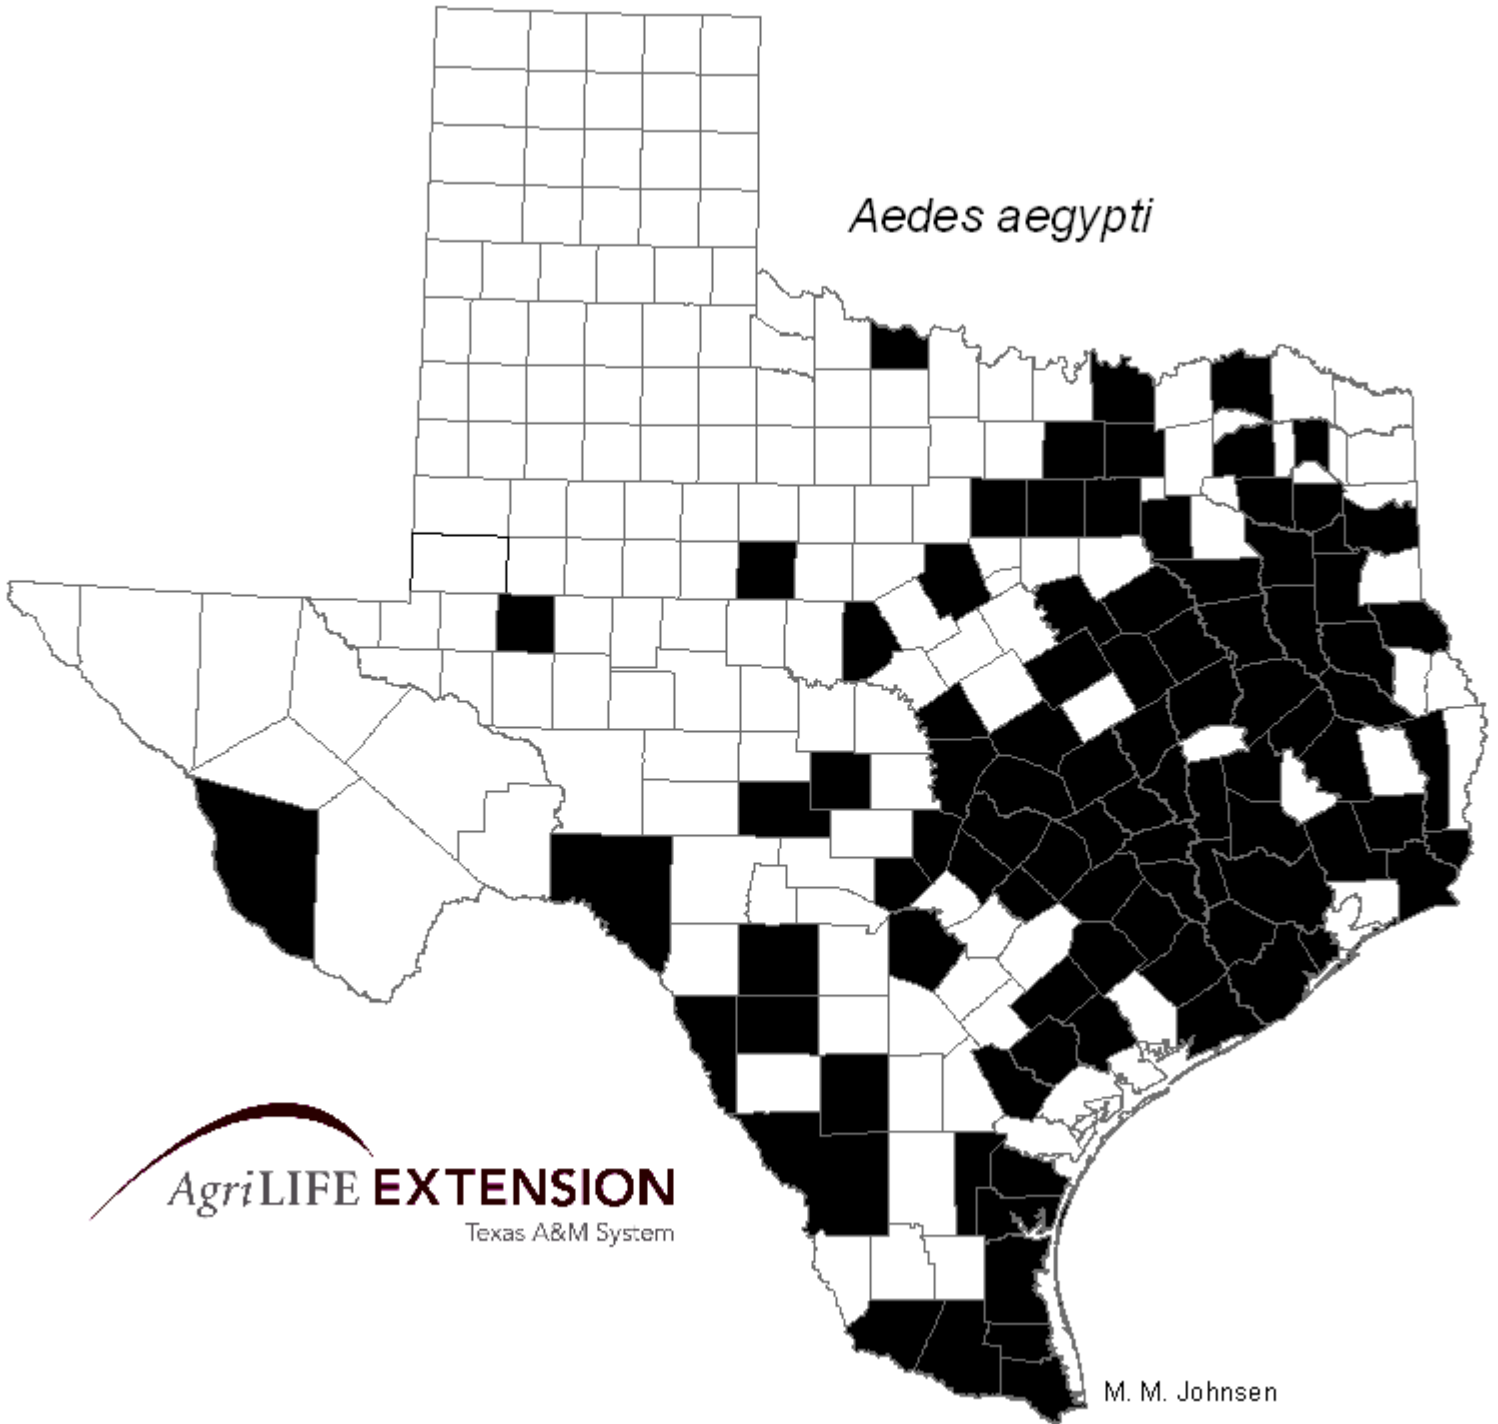 Aedes aegypti
AgriLIFE EXTENSION
Texas A&M System
M. M. Johnsen